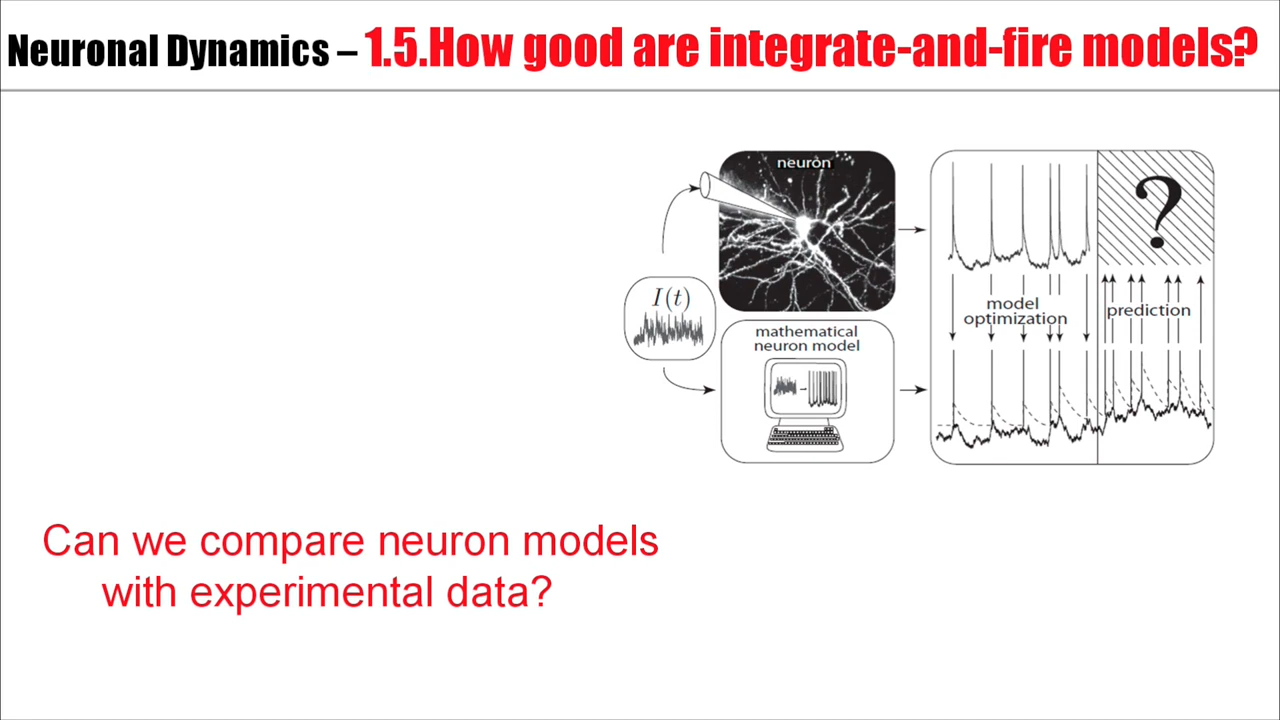 Neuronal Dynamics – 1.5.How good are integrate-and-fire models?
neuron
I(t)
mathematical
neuron model
model
optimization
?
prediction
Can we compare neuron models
with experimental data?